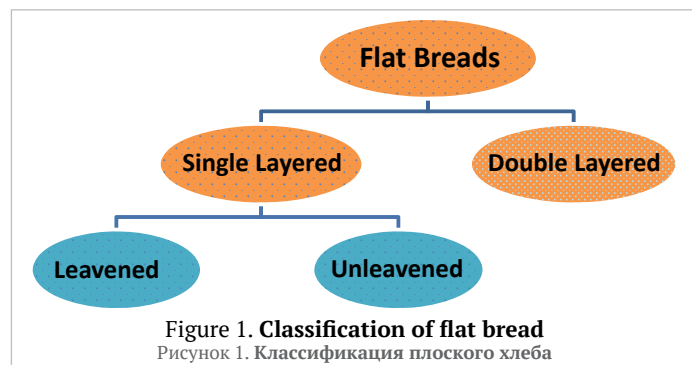 Flat Breads
Single Layered
Double Layered
Leavened
Unleavened
Figure 1. Classification of flat bread
Рисунок 1. Классификация плоского хлеба